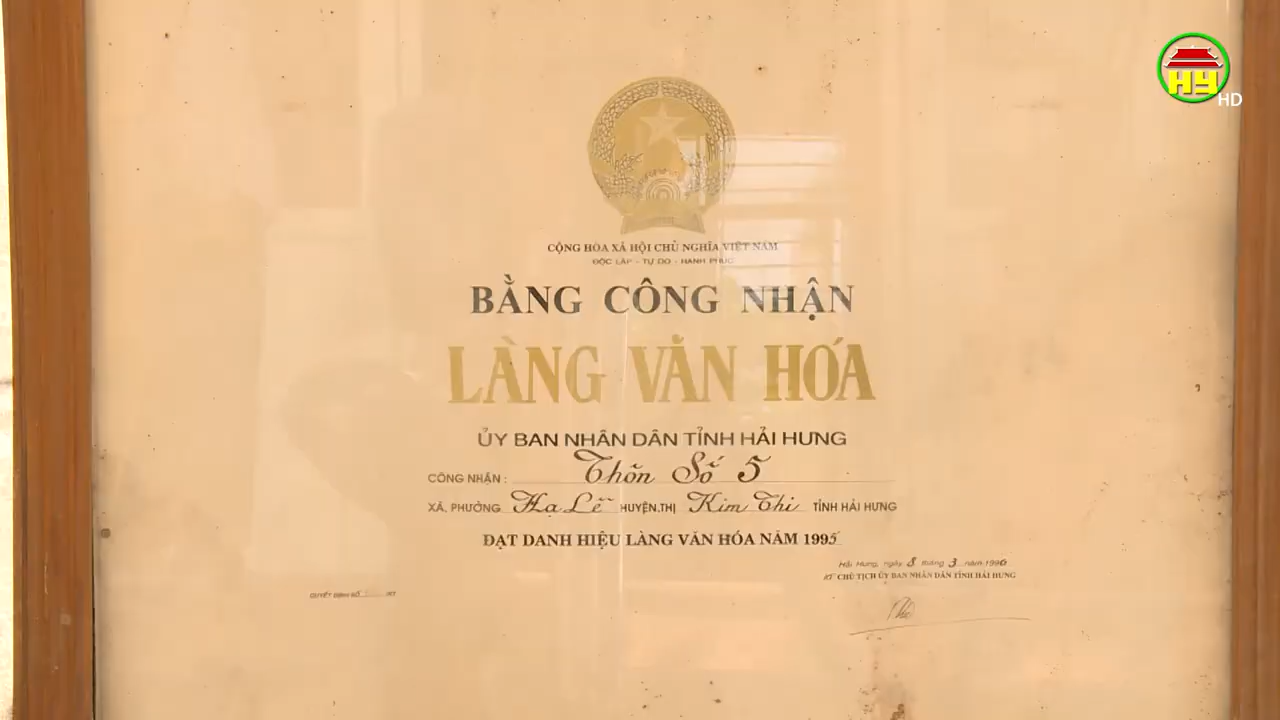 HY
HD
CỘNG HÒA XÃ HỘI CHỦ NGHĨA VIỆT NAM
ĐỘC LẬP - TỰ DO - HẠNH PHÚC
BẰNG CÔNG NHẬN
LÀNG VĂN HÓA
ỦY BAN NHÂN DÂN TỈNH HẢI HƯNG
CÔNG NHẬN : Thôn Số 5
XÃ, PHƯỜNG Hạ Lễ HUYỆN.THỊ Kim Thi TỈNH HẢI HƯNG
ĐẠT DANH HIỆU LÀNG VĂN HÓA NĂM 1995
Hải Hưng, ngày 8 tháng 3 năm 1996
CHỦ TỊCH ỦY BAN NHÂN DÂN TỈNH HẢI HƯNG
QUYẾT ĐỊNH SỐ